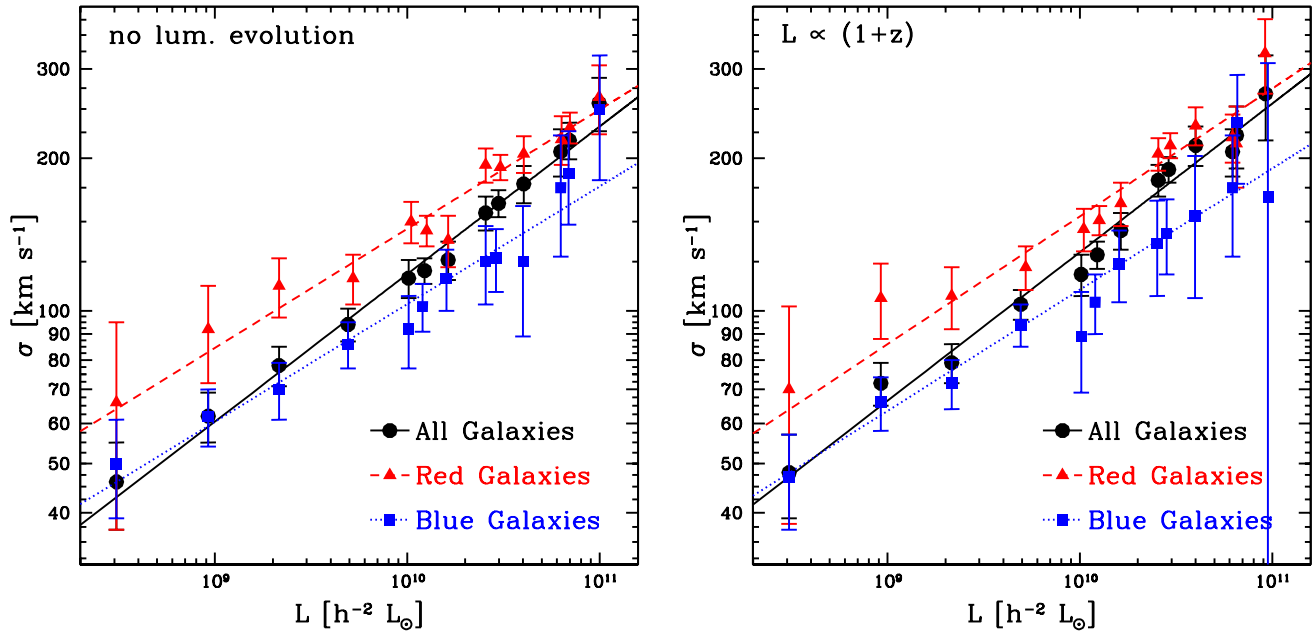 no lum. evolution
300
200
100
90
80
70
60
50
40
σ [km s⁻¹]
All Galaxies
Red Galaxies
Blue Galaxies
10⁹ 10¹⁰ 10¹¹
L [h⁻² L⊙]
L ∝ (1+z)
300
200
100
90
80
70
60
50
40
σ [km s⁻¹]
All Galaxies
Red Galaxies
Blue Galaxies
10⁹ 10¹⁰ 10¹¹
L [h⁻² L⊙]